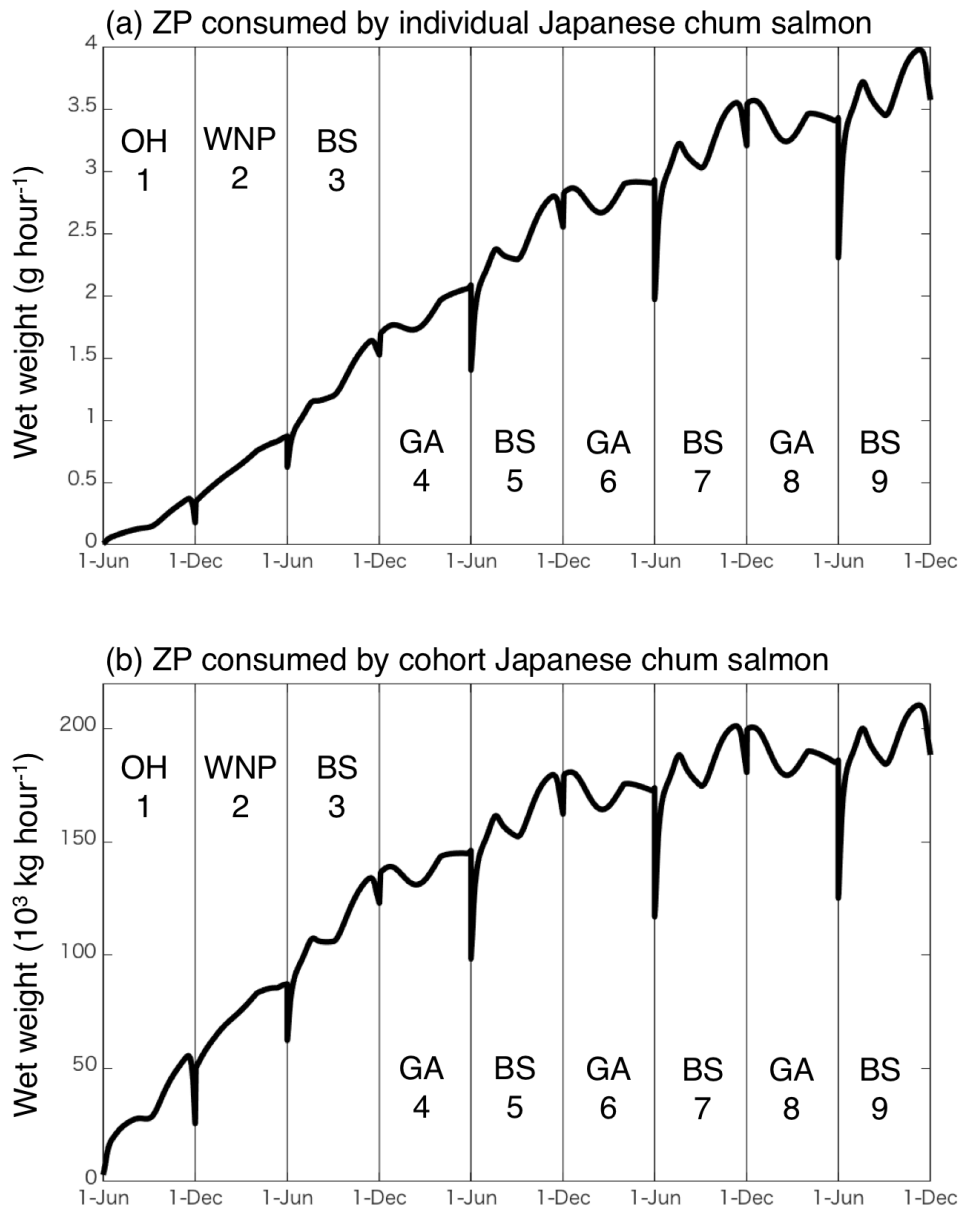 (a) ZP consumed by individual Japanese chum salmon
Wet weight (g hour-1)
4
3.5
3
2.5
2
1.5
1
0.5
0
OH WNP BS
1 2 3
GA BS GA BS GA BS
4 5 6 7 8 9
1-Jun 1-Dec 1-Jun 1-Dec 1-Jun 1-Dec 1-Jun 1-Dec 1-Jun 1-Dec
(b) ZP consumed by cohort Japanese chum salmon
Wet weight (10³ kg hour-1)
200
150
100
50
0
OH WNP BS
1 2 3
GA BS GA BS GA BS
4 5 6 7 8 9
1-Jun 1-Dec 1-Jun 1-Dec 1-Jun 1-Dec 1-Jun 1-Dec 1-Jun 1-Dec